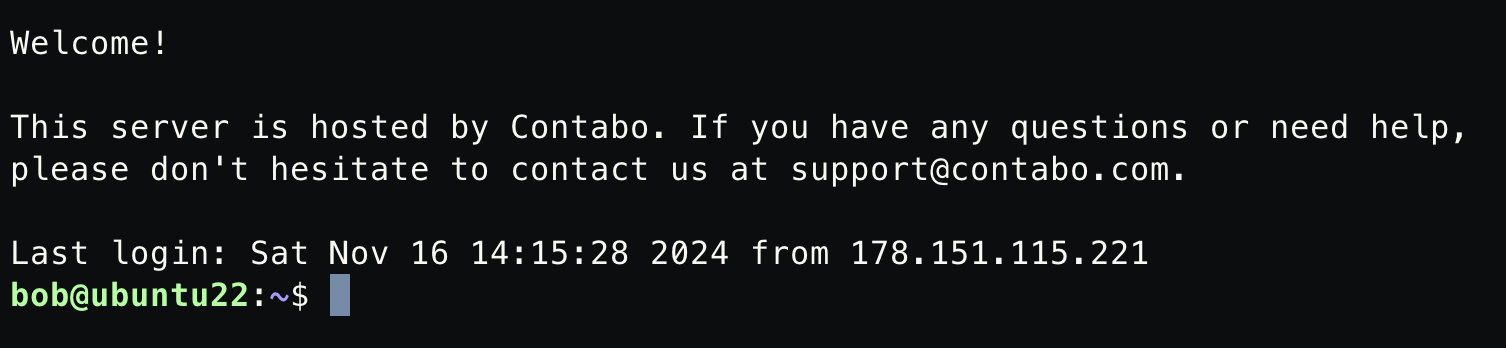 Welcome!
This server is hosted by Contabo. If you have any questions or need help,
please don't hesitate to contact us at support@contabo.com.
Last login: Sat Nov 16 14:15:28 2024 from 178.151.115.221
bob@ubuntu22:~$